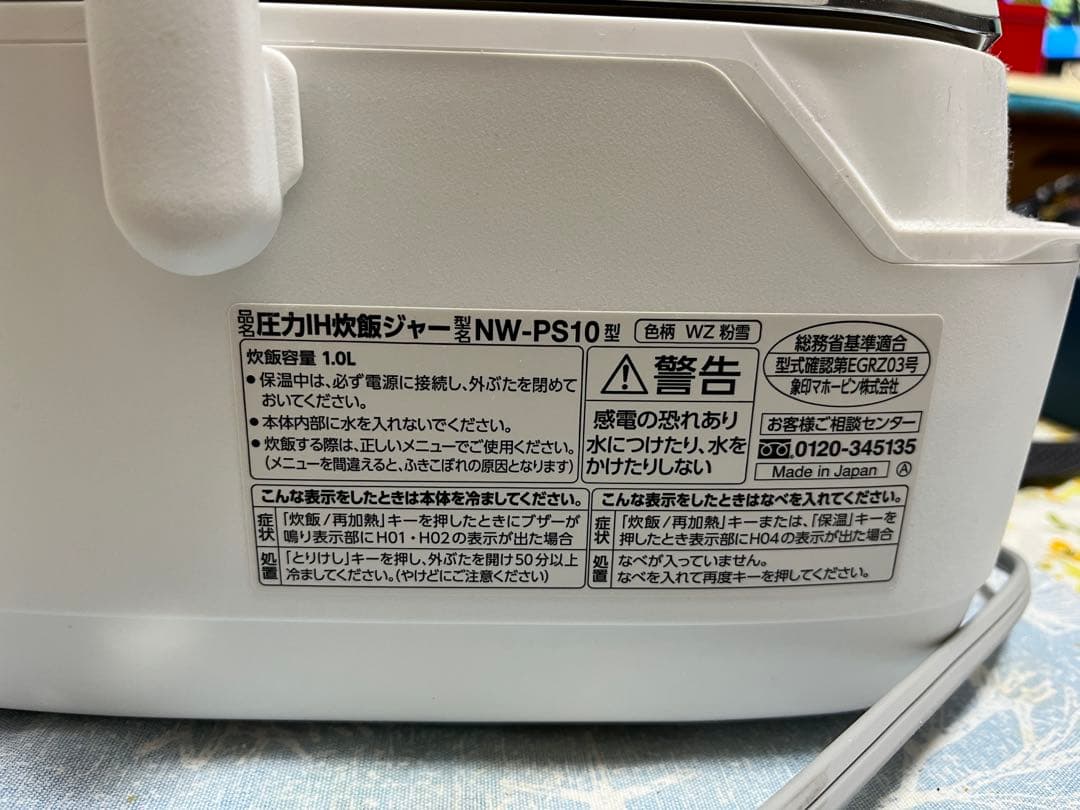 品名 圧力IH炊飯ジャー 型名 NW-PS10型 色柄 WZ 粉雪
炊飯容量 1.0L
●保温中は、必ず電源に接続し、外ぶたを閉めて
おいてください。
●本体内部に水を入れないでください。
●炊飯する際は、正しいメニューでご使用ください。
(メニューを間違えると、ふきこぼれの原因となります)
警告
感電の恐れあり
水につけたり、水を
かけたりしない
総務省基準適合
型式確認第EGRZ03号
象印マホービン株式会社
お客様ご相談センター
0120-345135
Made in Japan Ⓐ
こんな表示をしたときは本体を冷ましてください。
症状 「炊飯/再加熱」キーを押したときにブザーが
鳴り表示部にH01・H02の表示が出た場合
処置 「とりけし」キーを押し、外ぶたを開け50分以上
冷ましてください。(やけどにご注意ください)
こんな表示をしたときはなべを入れてください。
症状 「炊飯/再加熱」キーまたは、「保温」キーを
押したとき表示部にH04の表示が出た場合
処置 なべが入っていません。
なべを入れて再度キーを押してください。